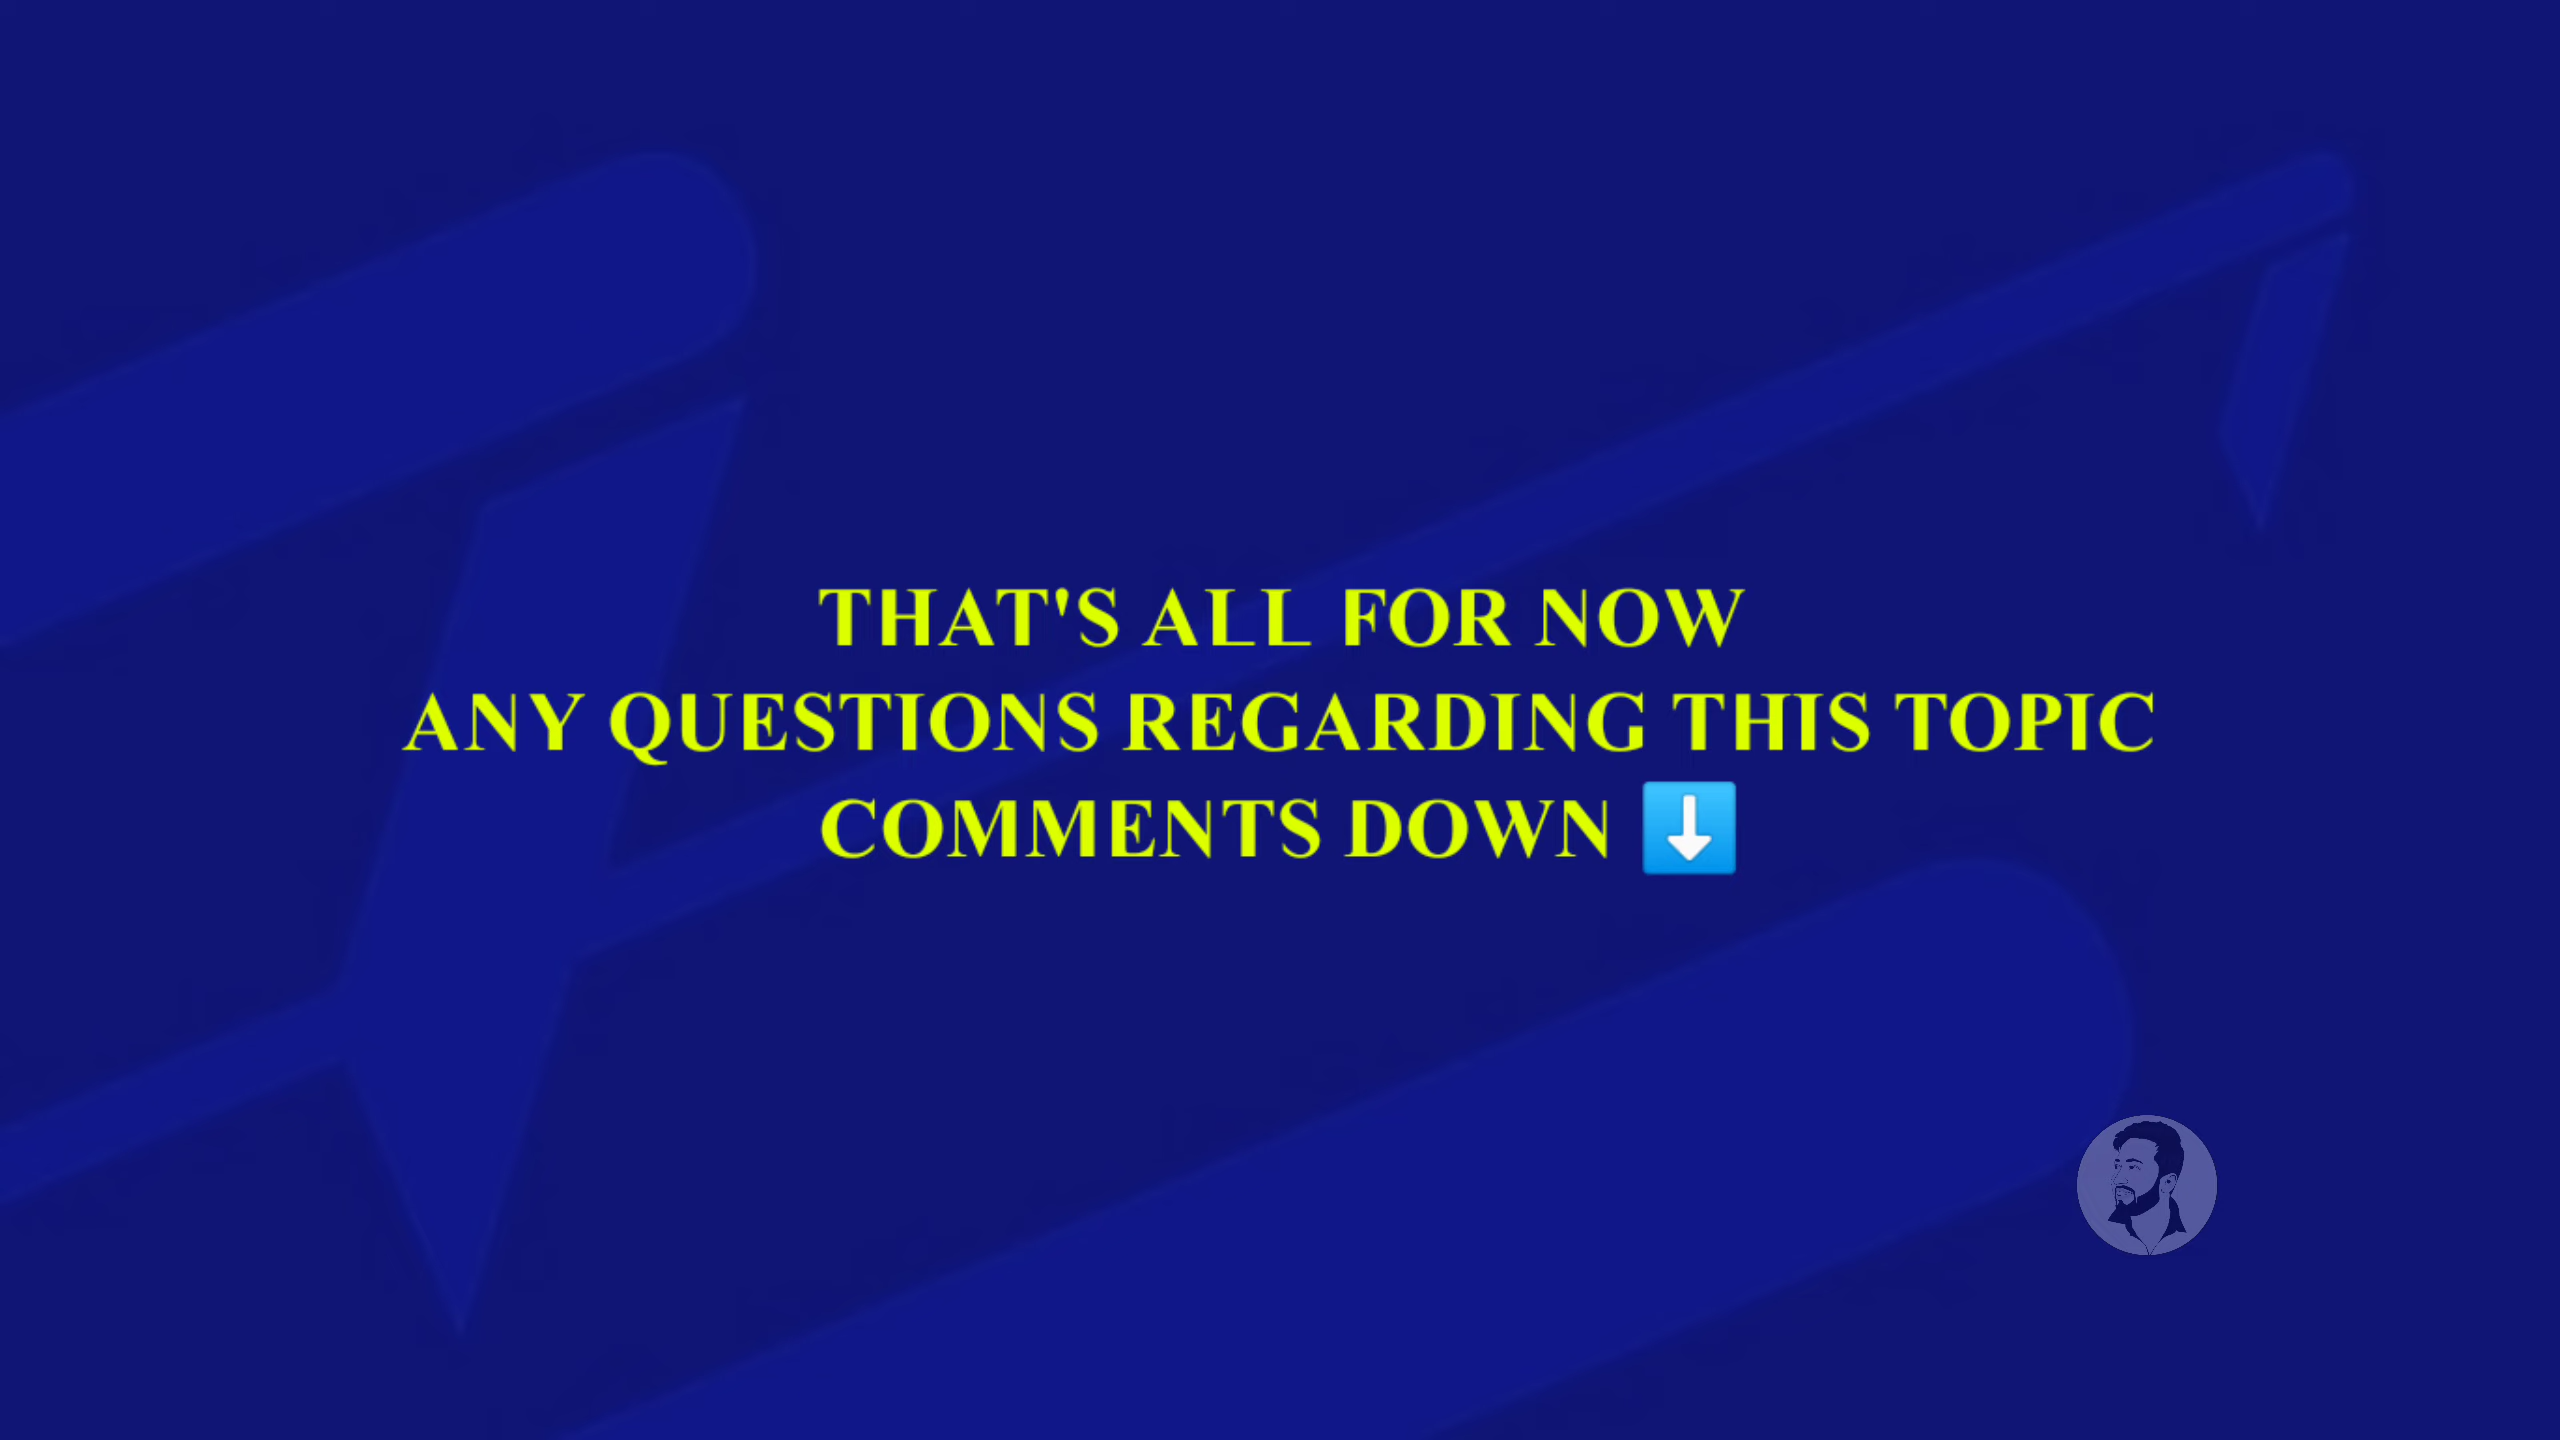 THAT'S ALL FOR NOW
ANY QUESTIONS REGARDING THIS TOPIC
COMMENTS DOWN ⬇️